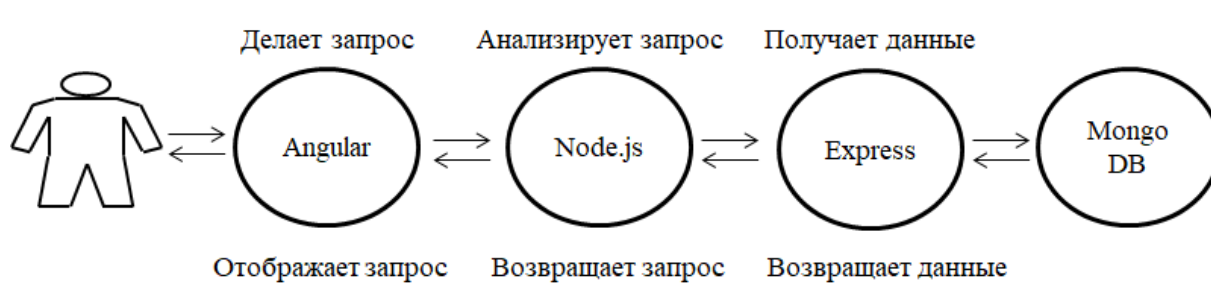 Делает запрос
Анализирует запрос
Получает данные
Angular
Node.js
Express
Mongo
DB
Отображает запрос
Возвращает запрос
Возвращает данные